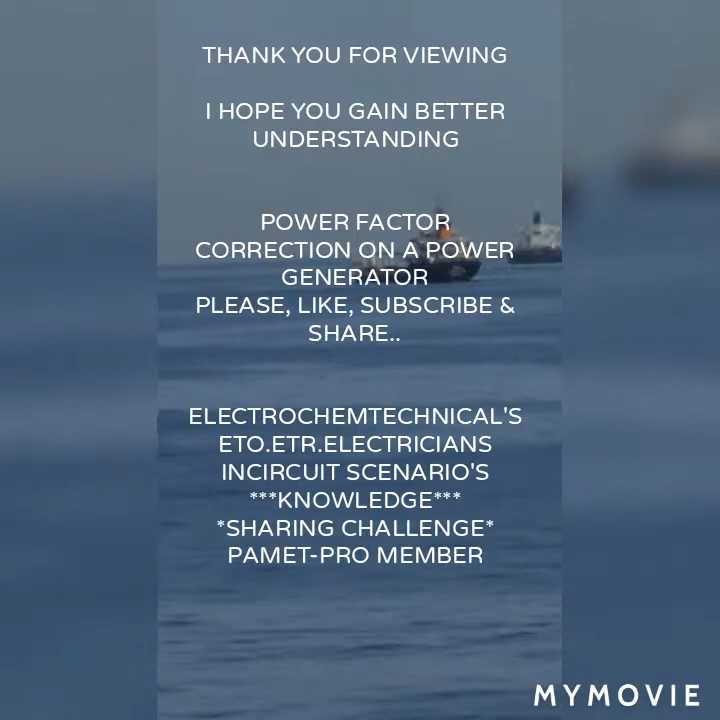 THANK YOU FOR VIEWING
I HOPE YOU GAIN BETTER
UNDERSTANDING
POWER FACTOR
CORRECTION ON A POWER
GENERATOR
PLEASE, LIKE, SUBSCRIBE &
SHARE..
ELECTROCHEMTECHNICAL'S
ETO.ETR.ELECTRICIANS
INCIRCUIT SCENARIO'S
***KNOWLEDGE***
*SHARING CHALLENGE*
PAMET-PRO MEMBER
MYMOVIE